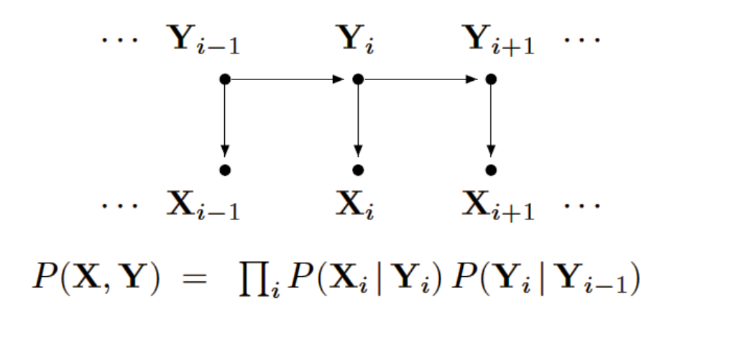 ⋯ Y_{i−1} Y_i Y_{i+1} ⋯
⋯ X_{i−1} X_i X_{i+1} ⋯
P(X, Y) = ∏_i P(X_i | Y_i) P(Y_i | Y_{i−1})